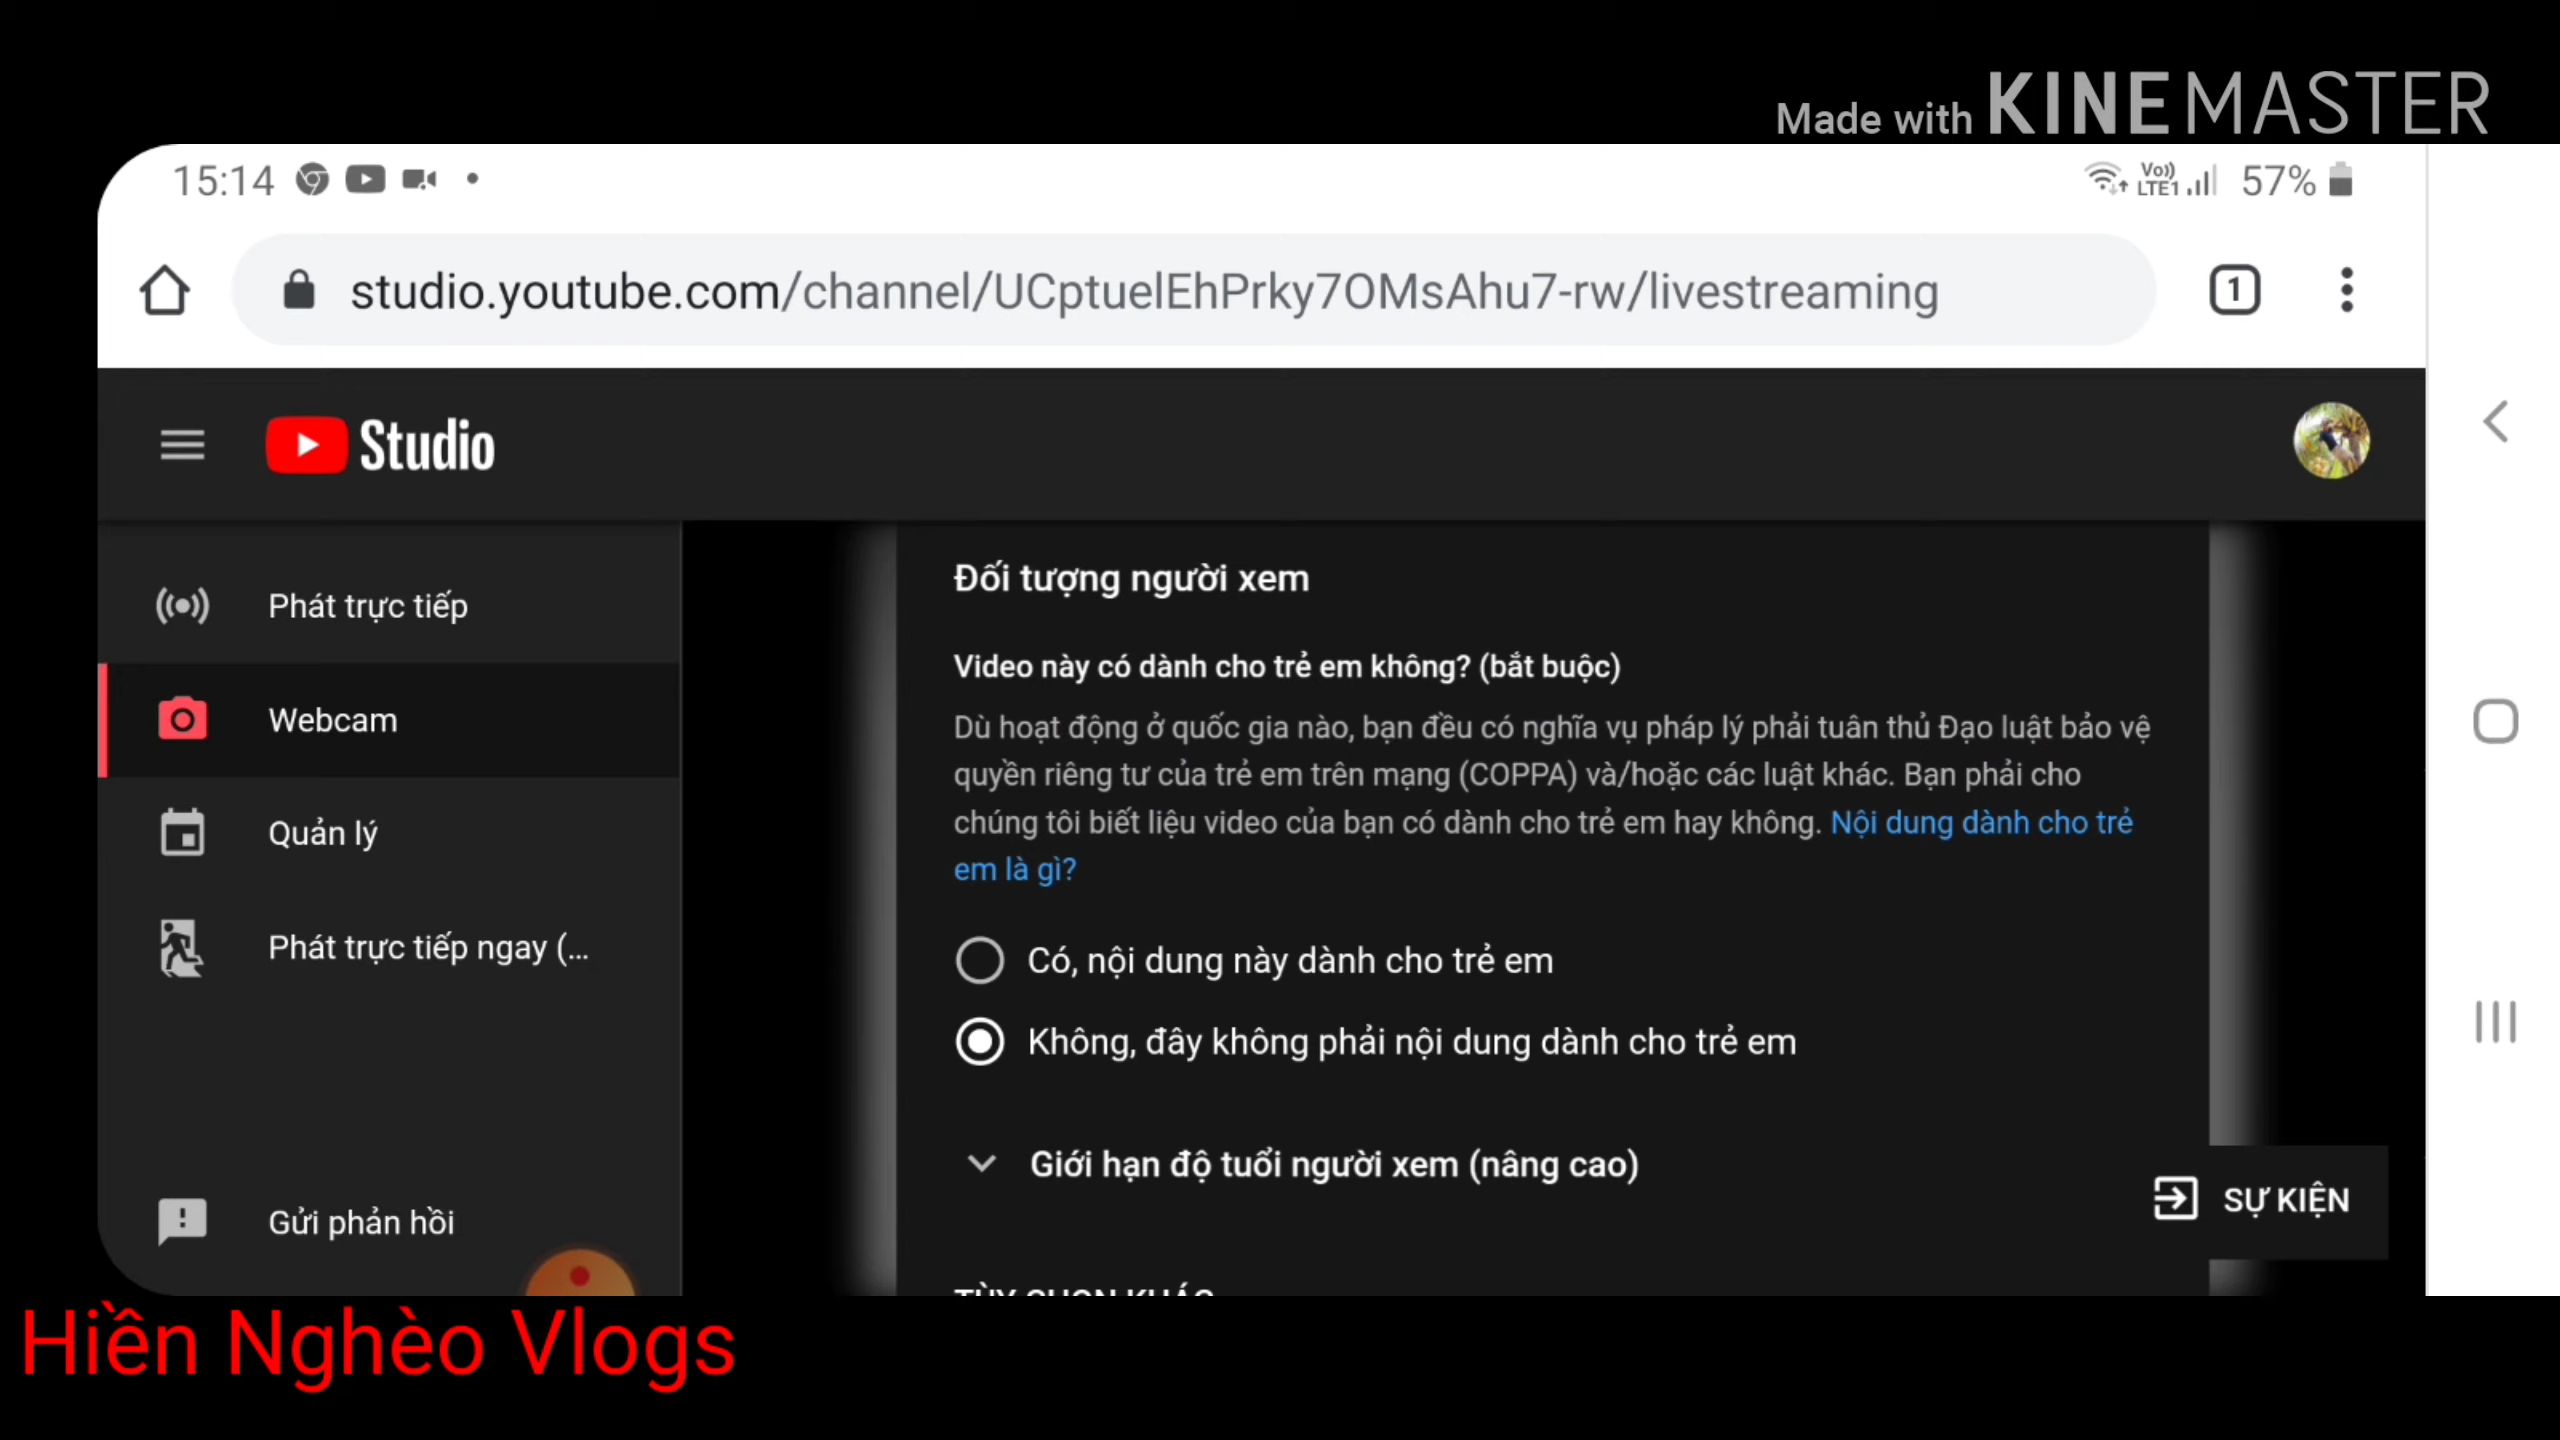 Made with KINEMASTER
15:14 Vo)) LTE1 57%
studio.youtube.com/channel/UCptuelEhPrky7OMsAhu7-rw/livestreaming
1
Studio
Phát trực tiếp
Webcam
Quản lý
Phát trực tiếp ngay (...
Gửi phản hồi
Đối tượng người xem
Video này có dành cho trẻ em không? (bắt buộc)
Dù hoạt động ở quốc gia nào, bạn đều có nghĩa vụ pháp lý phải tuân thủ Đạo luật bảo vệ
quyền riêng tư của trẻ em trên mạng (COPPA) và/hoặc các luật khác. Bạn phải cho
chúng tôi biết liệu video của bạn có dành cho trẻ em hay không. Nội dung dành cho trẻ
em là gì?
Có, nội dung này dành cho trẻ em
Không, đây không phải nội dung dành cho trẻ em
Giới hạn độ tuổi người xem (nâng cao)
SỰ KIỆN
TÙY CHỌN KHÁC
Hiền Nghèo Vlogs